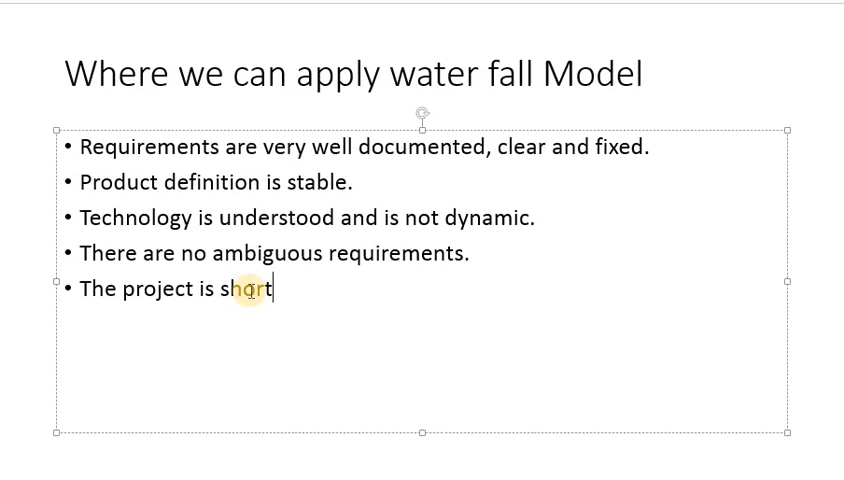 Where we can apply water fall Model
• Requirements are very well documented, clear and fixed.
• Product definition is stable.
• Technology is understood and is not dynamic.
• There are no ambiguous requirements.
• The project is short